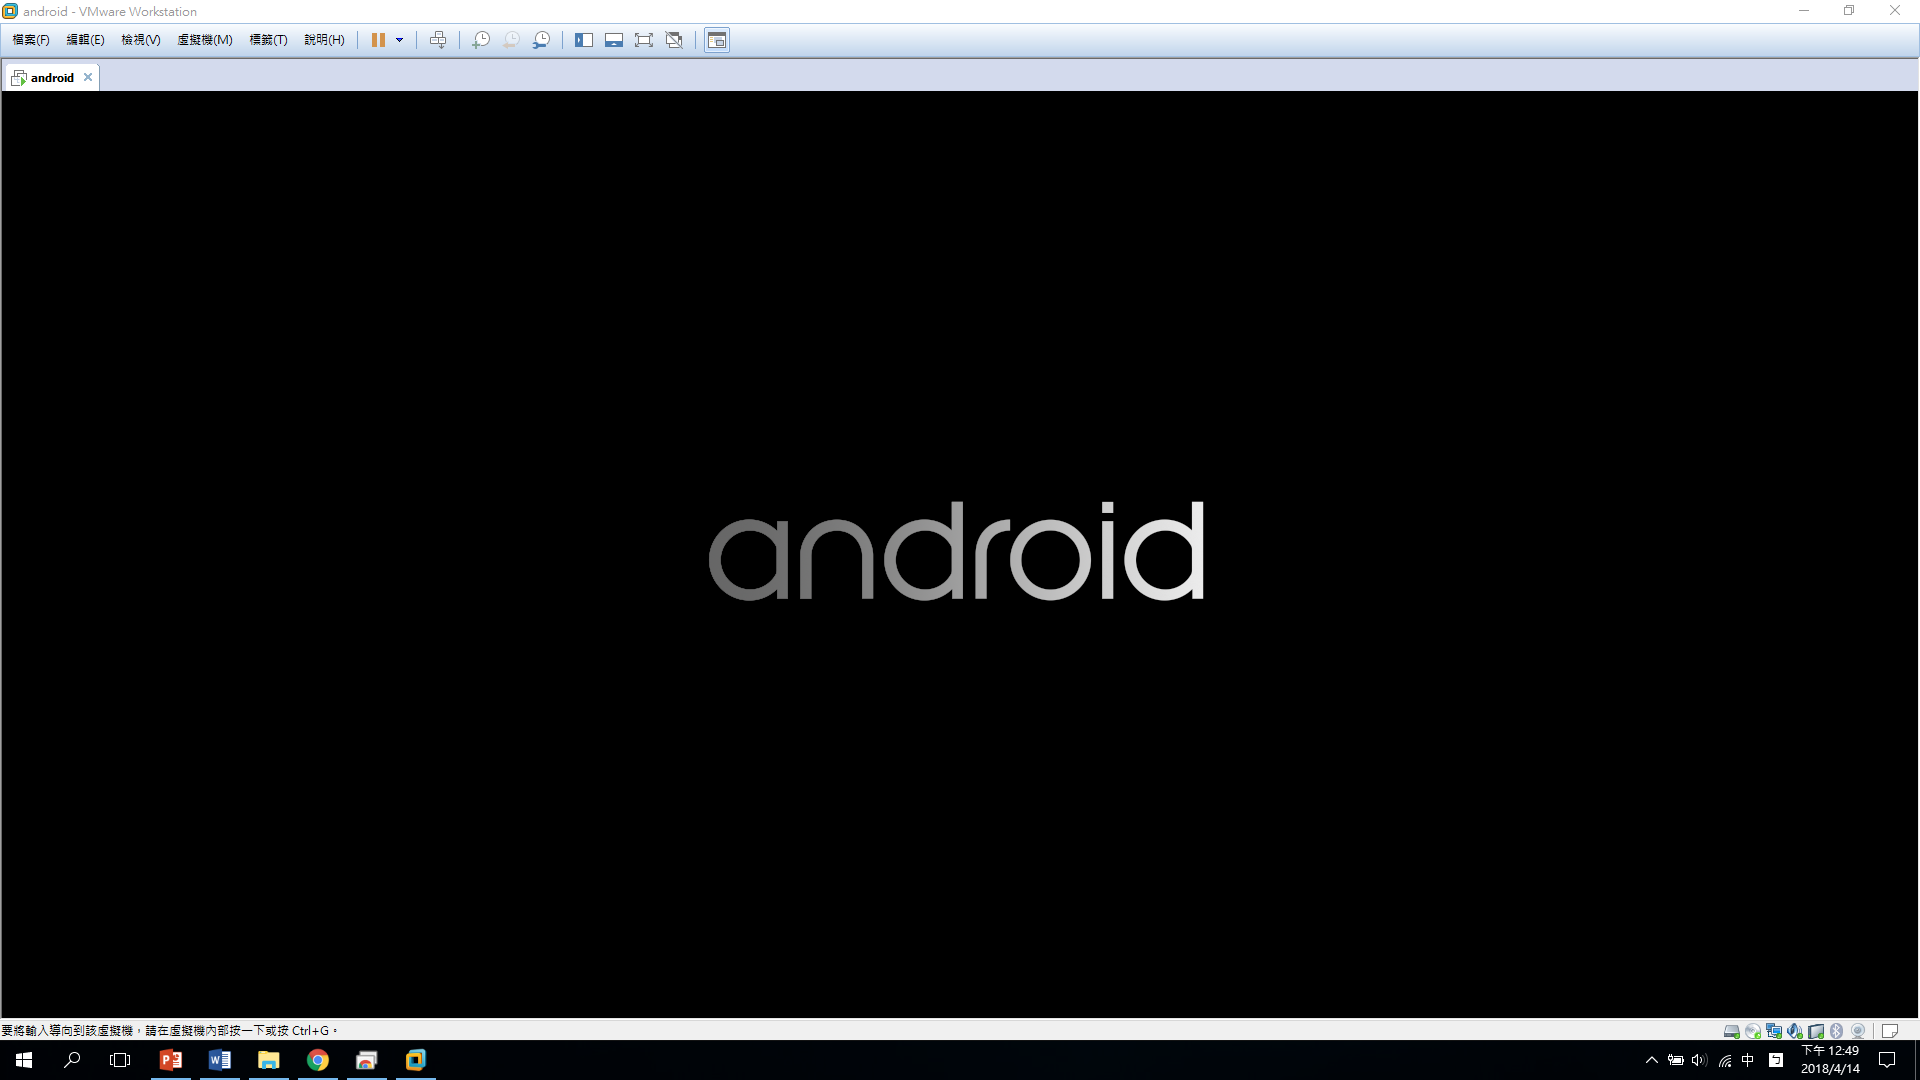 android - VMware Workstation
檔案(F) 編輯(E) 檢視(V) 虛擬機(M) 標籤(T) 說明(H)
android
android
要將輸入導向到該虛擬機，請在虛擬機內部按一下或按 Ctrl+G。
中 ㄅ
下午 12:49
2018/4/14